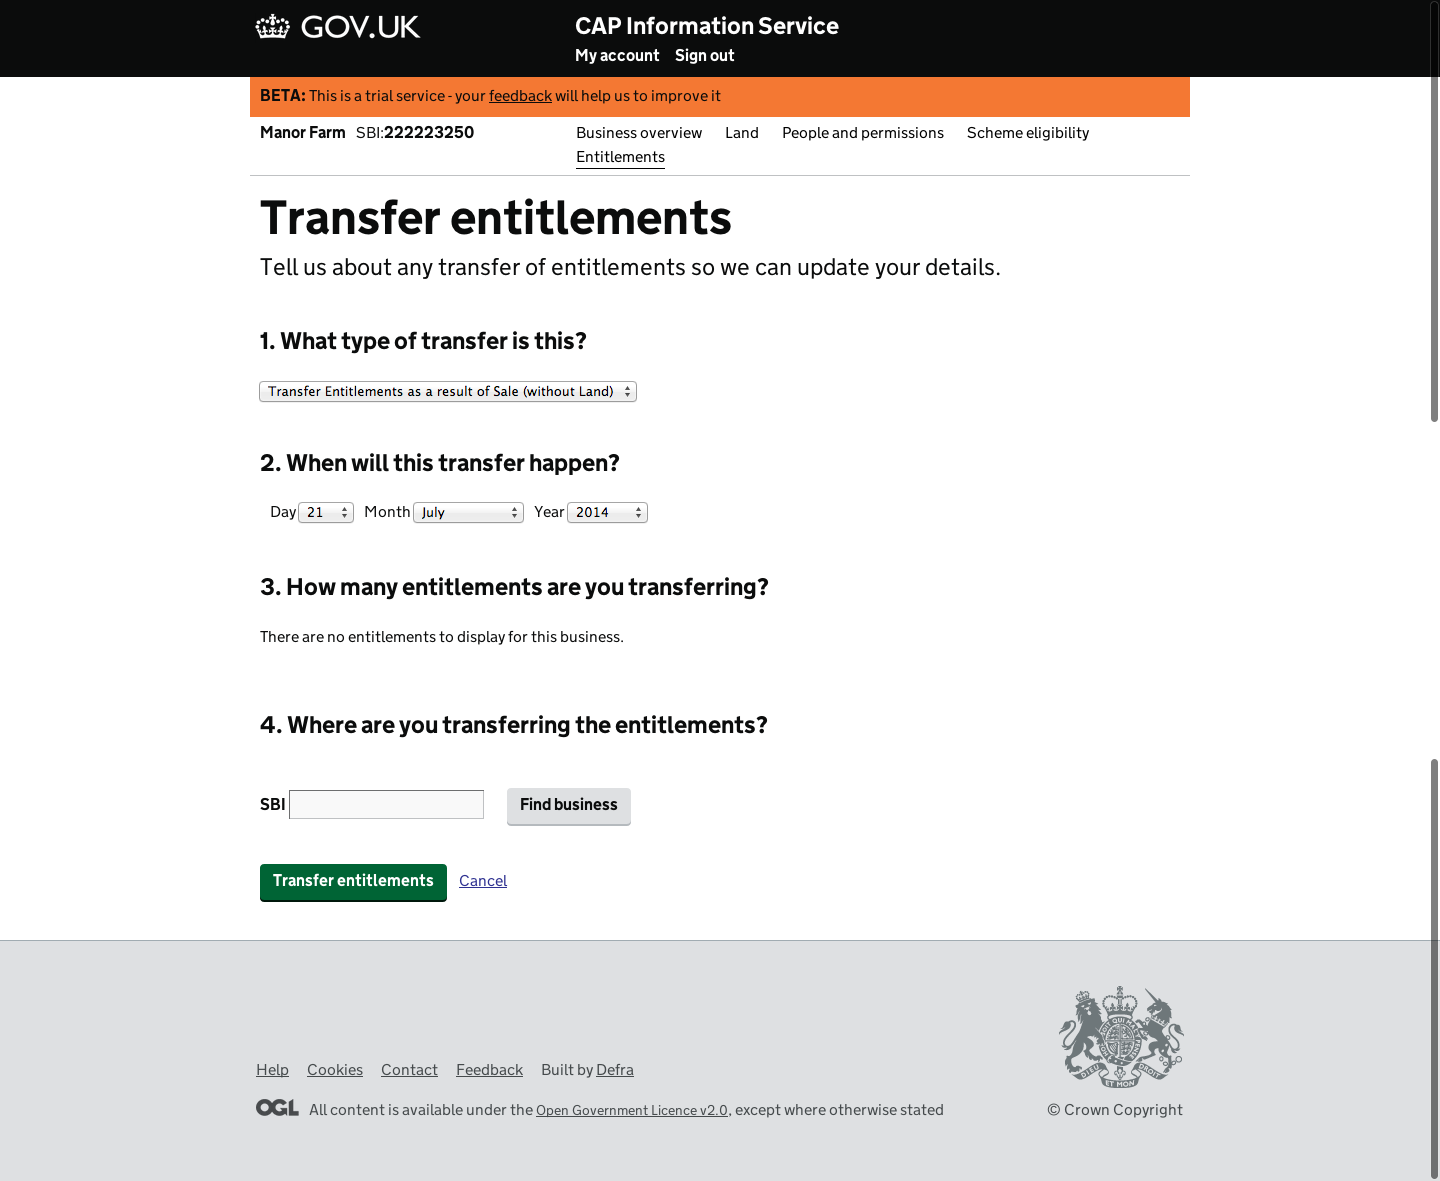 GOV.UK
CAP Information Service
My account Sign out
BETA: This is a trial service - your feedback will help us to improve it
Manor Farm SBI:222223250
Business overview Land People and permissions Scheme eligibility
Entitlements
Transfer entitlements
Tell us about any transfer of entitlements so we can update your details.
1. What type of transfer is this?
Transfer Entitlements as a result of Sale (without Land)
2. When will this transfer happen?
Day 21 Month July Year 2014
3. How many entitlements are you transferring?
There are no entitlements to display for this business.
4. Where are you transferring the entitlements?
SBI Find business
Transfer entitlements Cancel
Help Cookies Contact Feedback Built by Defra
OGL All content is available under the Open Government Licence v2.0, except where otherwise stated
DIEU ET MON DROIT
© Crown Copyright